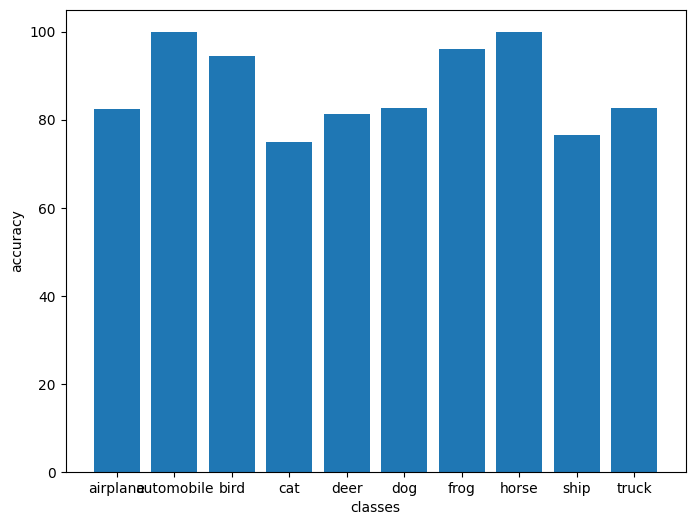 accuracy
100
80
60
40
20
0
airplane automobile bird cat deer dog frog horse ship truck
classes